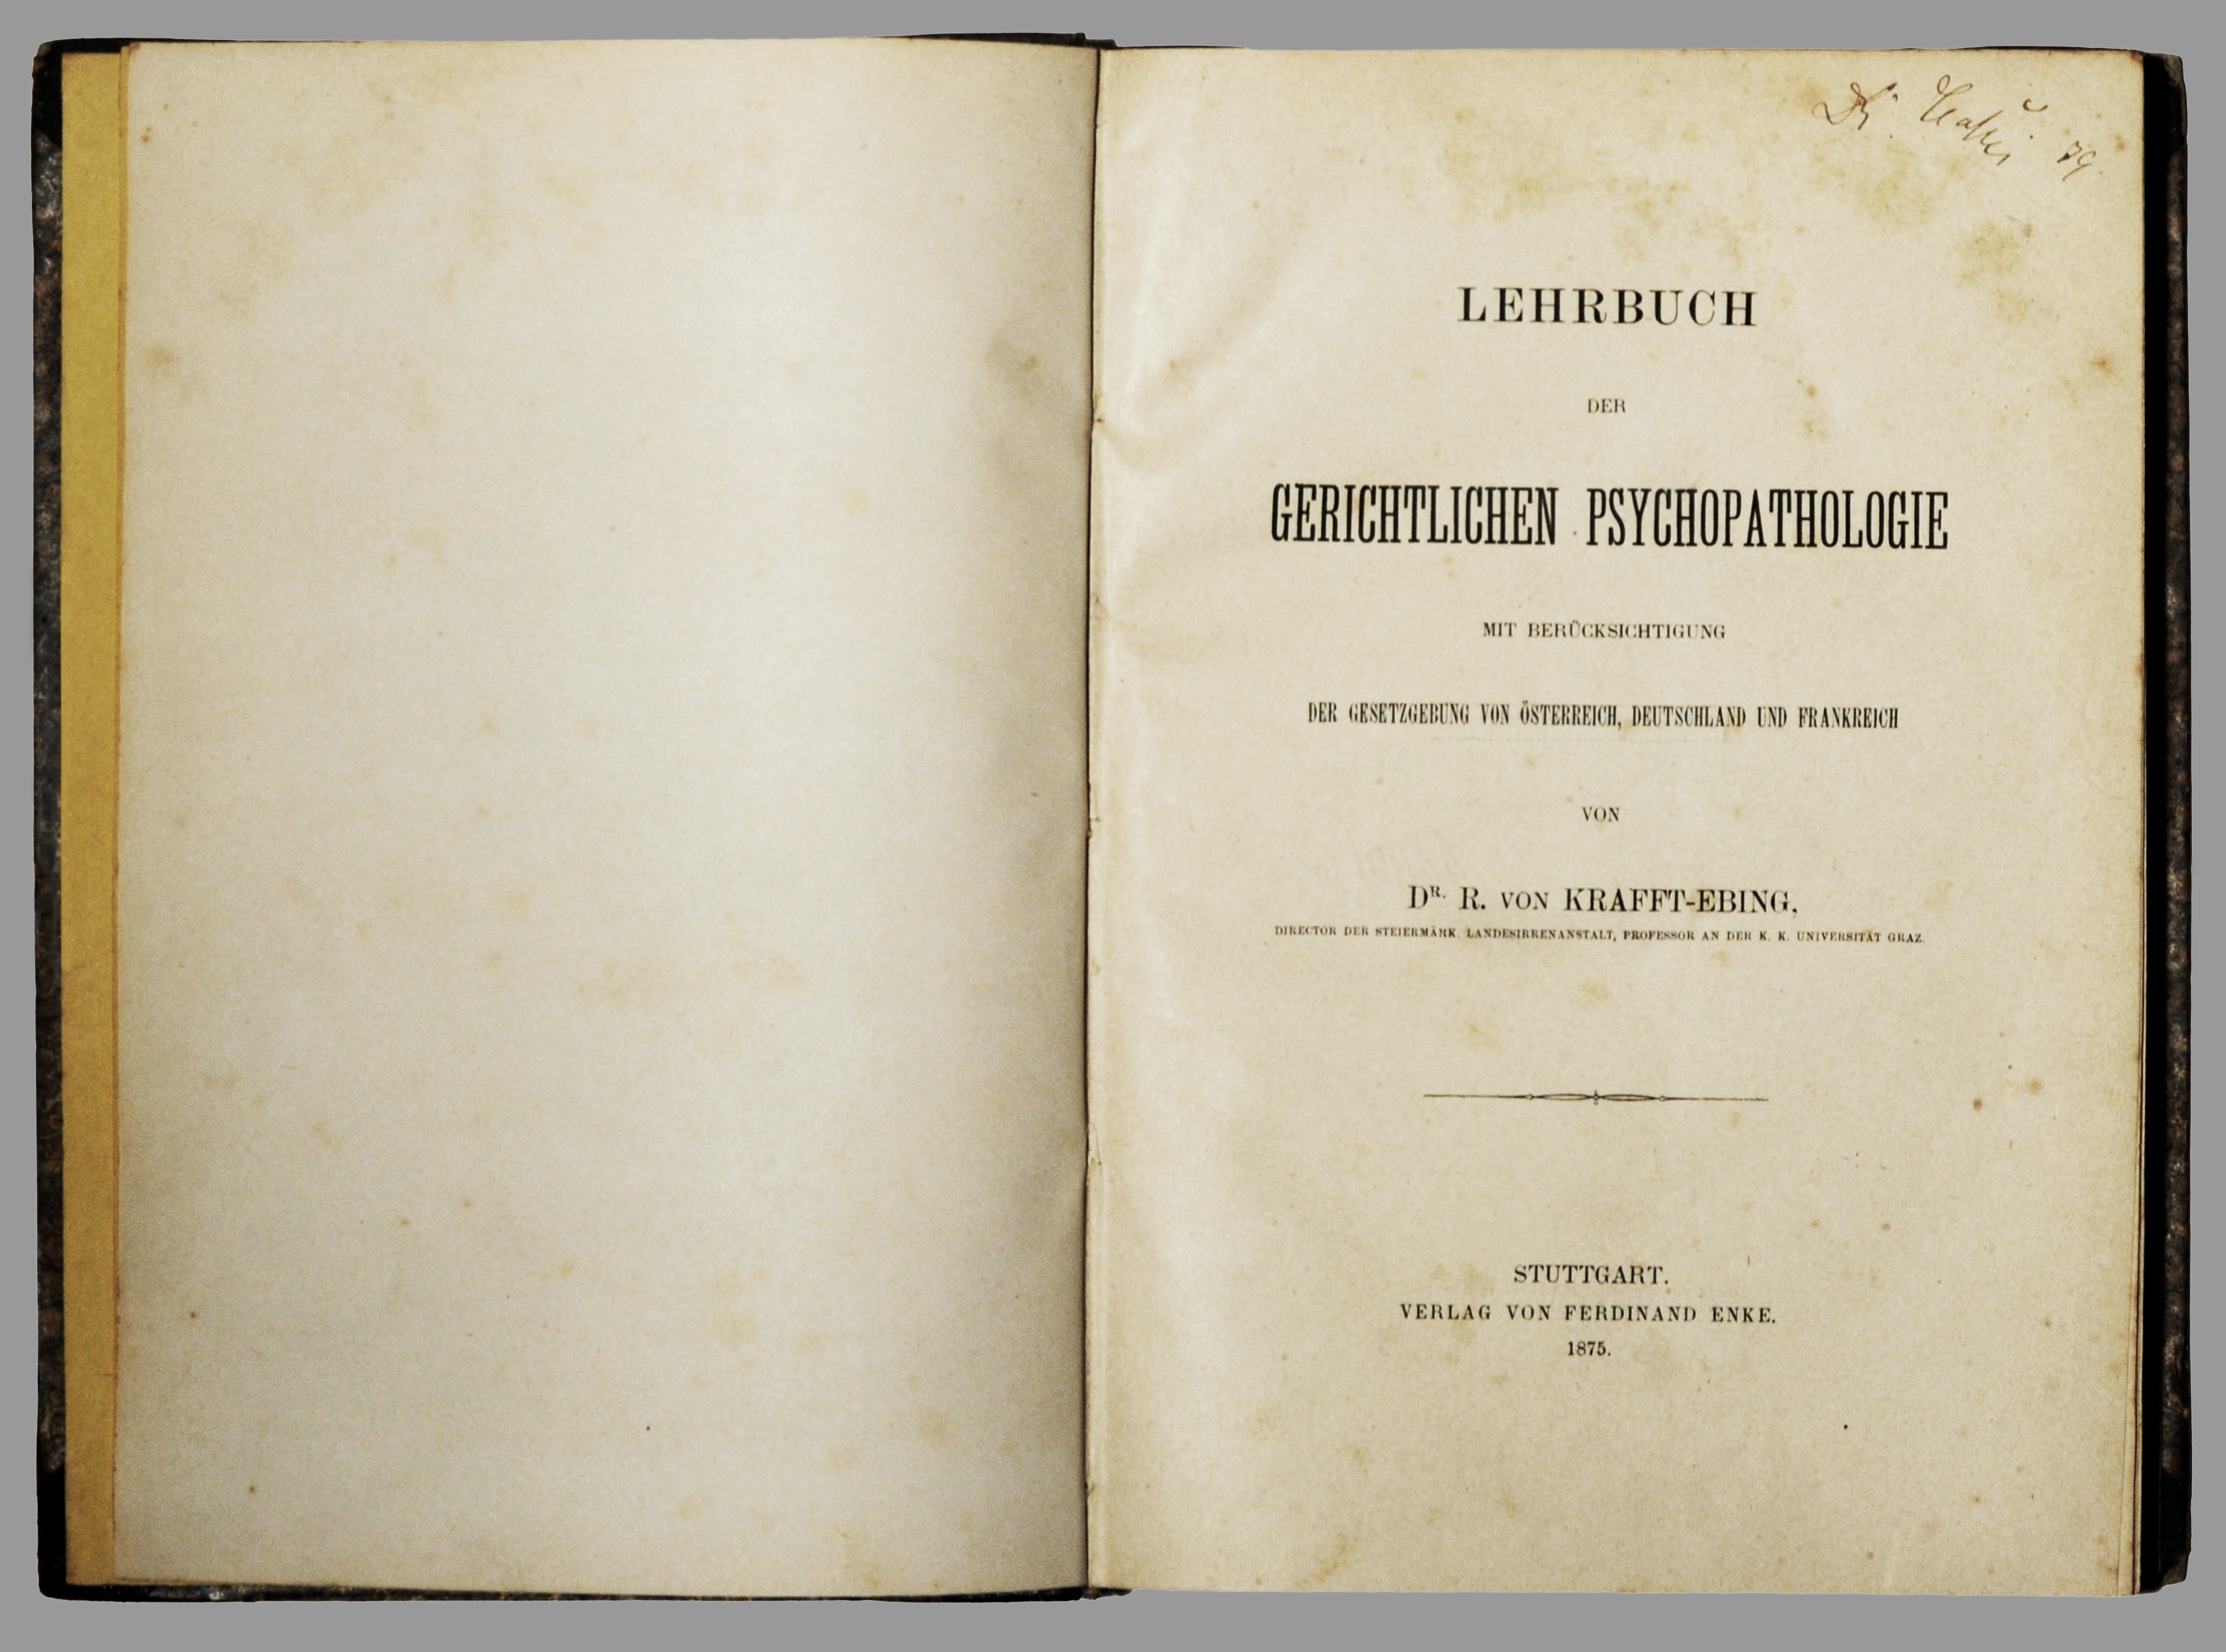 Dr.
LEHRBUCH
DER
GERICHTLICHEN PSYCHOPATHOLOGIE
MIT BERÜCKSICHTIGUNG
DER GESETZGEBUNG VON ÖSTERREICH, DEUTSCHLAND UND FRANKREICH
VON
DR. R. VON KRAFFT-EBING,
DIRECTOR DER STEIERMÄRK. LANDESIRRENANSTALT, PROFESSOR AN DER K. K. UNIVERSITÄT GRAZ.
STUTTGART.
VERLAG VON FERDINAND ENKE.
1875.